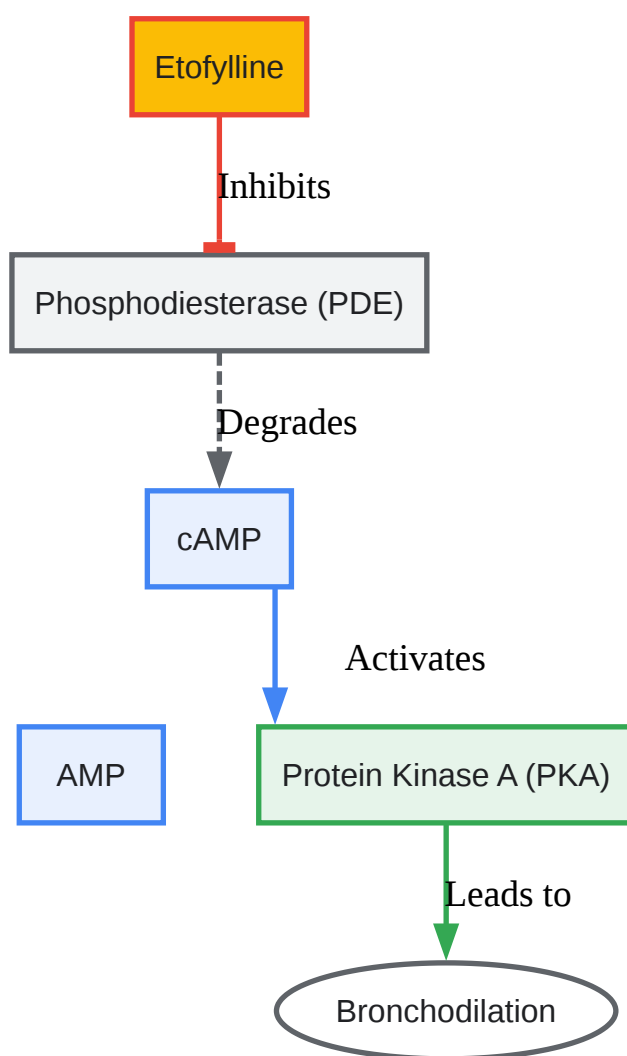 Etofylline
Inhibits
Phosphodiesterase (PDE)
Degrades
cAMP
Activates
AMP
Protein Kinase A (PKA)
Leads to
Bronchodilation